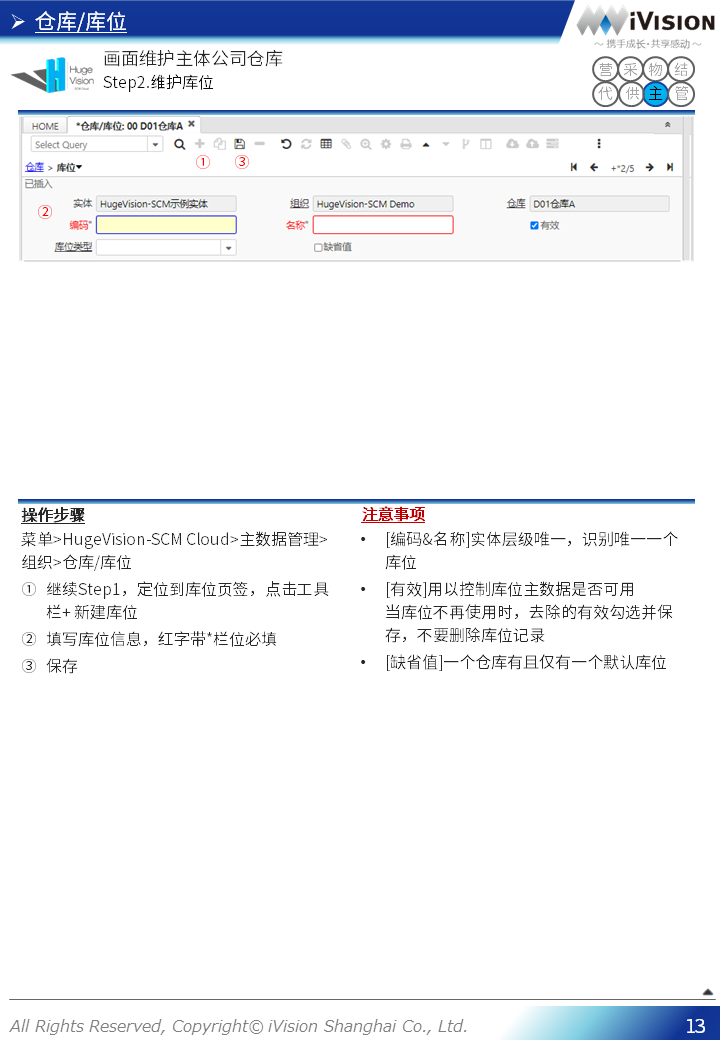 ➢ 仓库/库位
iVISION
～ 携手成长·共享感动 ～
Huge
Vision
画面维护主体公司仓库
Step2.维护库位
营 采 物 结
代 供 主 管
HOME *仓库/库位: 00 D01仓库A
Select Query
① ③
仓库 > 库位 +*2/5
已插入
② 实体 HugeVision-SCM示例实体 组织 HugeVision-SCM Demo 仓库 D01仓库A
编码* 名称* 有效
库位类型 缺省值
操作步骤
菜单>HugeVision-SCM Cloud>主数据管理>
组织>仓库/库位
① 继续Step1，定位到库位页签，点击工具
栏+ 新建库位
② 填写库位信息，红字带*栏位必填
③ 保存
注意事项
• [编码&名称]实体层级唯一，识别唯一一个
库位
• [有效]用以控制库位主数据是否可用
当库位不再使用时，去除的有效勾选并保
存，不要删除库位记录
• [缺省值]一个仓库有且仅有一个默认库位
All Rights Reserved, Copyright© iVision Shanghai Co., Ltd.
13